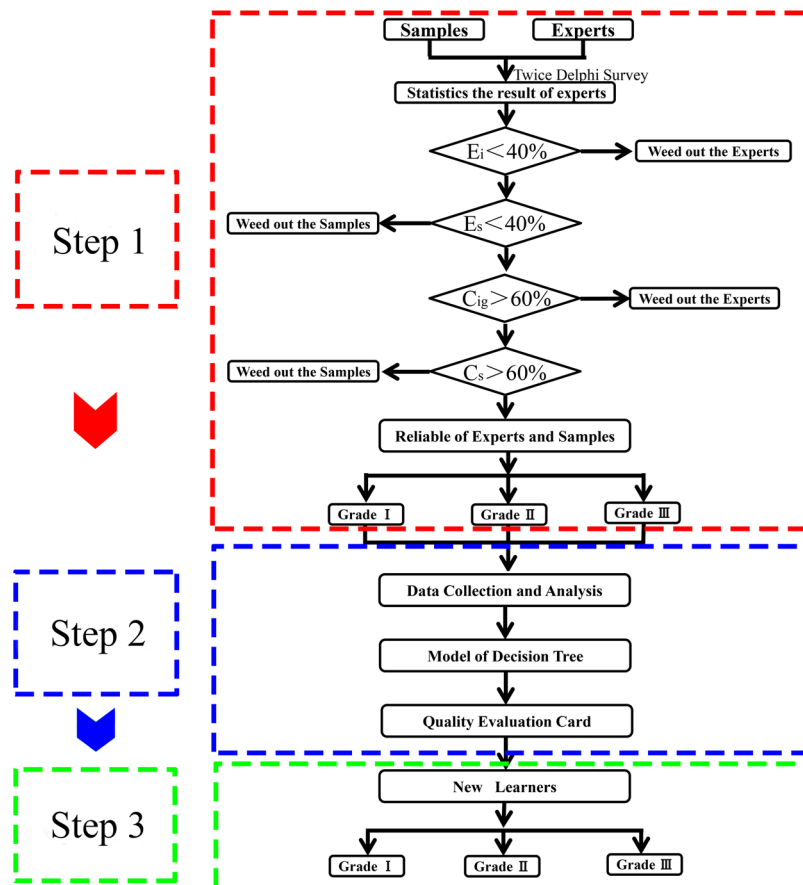 Samples
Experts
Twice Delphi Survey
Statistics the result of experts
Ei＜40%
Weed out the Experts
Weed out the Samples
Es＜40%
Step 1
Cig＞60%
Weed out the Experts
Weed out the Samples
Cs＞60%
Reliable of Experts and Samples
Grade Ⅰ
Grade Ⅱ
Grade Ⅲ
Data Collection and Analysis
Step 2
Model of Decision Tree
Quality Evaluation Card
New Learners
Step 3
Grade Ⅰ
Grade Ⅱ
Grade Ⅲ